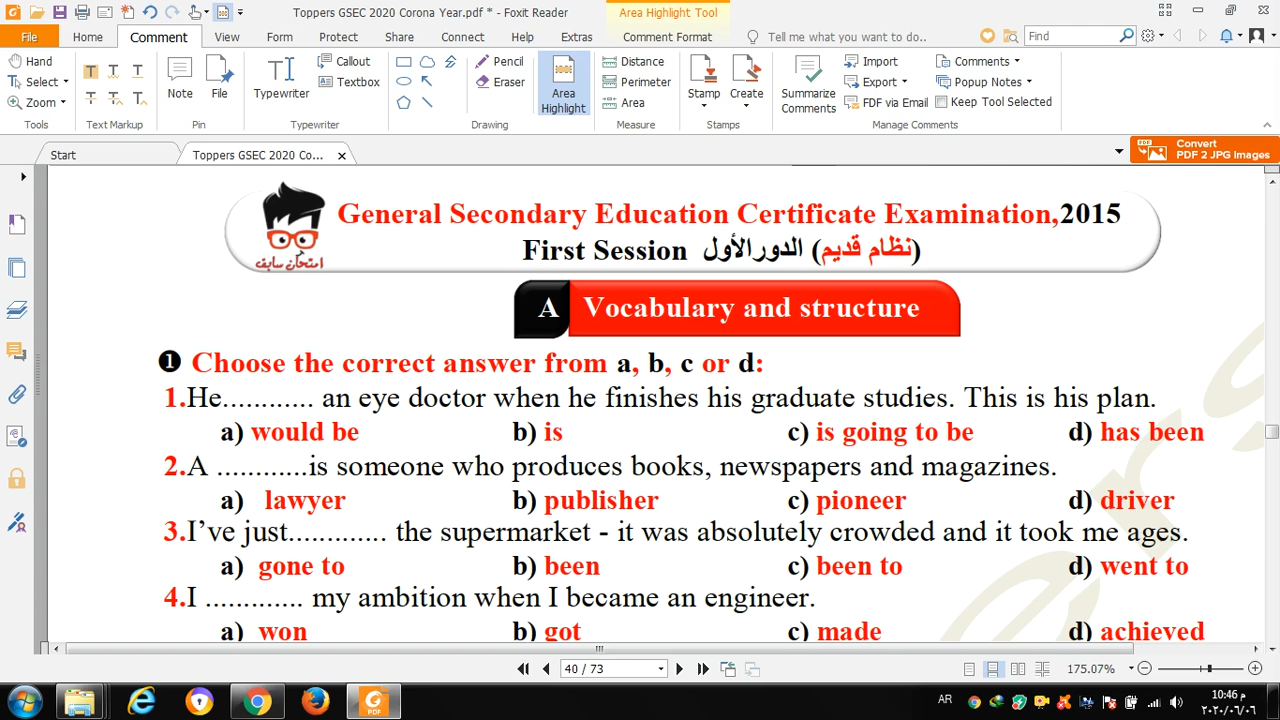 Toppers GSEC 2020 Corona Year.pdf * - Foxit Reader
Area Highlight Tool
File
Home
Comment
View
Form
Protect
Share
Connect
Help
Extras
Comment Format
Tell me what you want to do...
Find
Hand
Select
Zoom
Tools
Text Markup
Note
File
Pin
Typewriter
Callout
Textbox
Typewriter
Pencil
Eraser
Drawing
Area Highlight
Distance
Perimeter
Area
Measure
Stamp
Create
Stamps
Summarize Comments
Import
Export
FDF via Email
Comments
Popup Notes
Keep Tool Selected
Manage Comments
Start
Toppers GSEC 2020 Co...
Convert
PDF 2 JPG Images
General Secondary Education Certificate Examination,2015
امتحان سابق
First Session الدور الأول (نظام قديم)
A Vocabulary and structure
❶ Choose the correct answer from a, b, c or d:
1.He............ an eye doctor when he finishes his graduate studies. This is his plan.
a) would be b) is c) is going to be d) has been
2.A ............is someone who produces books, newspapers and magazines.
a) lawyer b) publisher c) pioneer d) driver
3.I’ve just............. the supermarket - it was absolutely crowded and it took me ages.
a) gone to b) been c) been to d) went to
4.I ............. my ambition when I became an engineer.
a) won b) got c) made d) achieved
40 / 73
175.07%
AR
10:46 م
٢٠٢٠/٠٦/٠٦